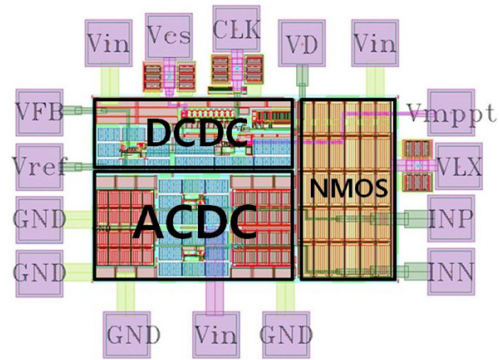 Vin Ves CLK VD Vin
VFB DCDC Vmppt
Vref NMOS VLX
GND ACDC INP
GND INN
GND Vin GND